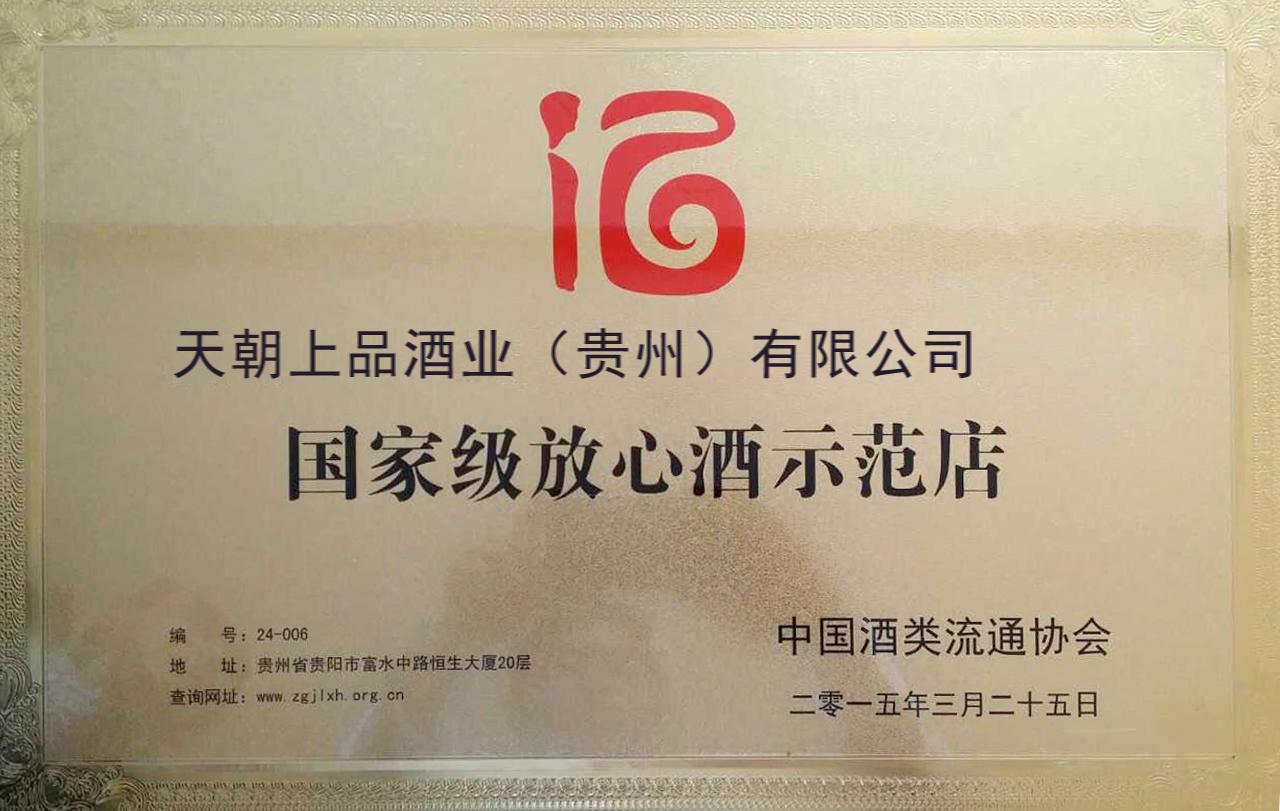 天朝上品酒业（贵州）有限公司
国家级放心酒示范店
编 号：24-006
地 址：贵州省贵阳市富水中路恒生大厦20层
查询网址：www.zgjlxh.org.cn
中国酒类流通协会
二零一五年三月二十五日